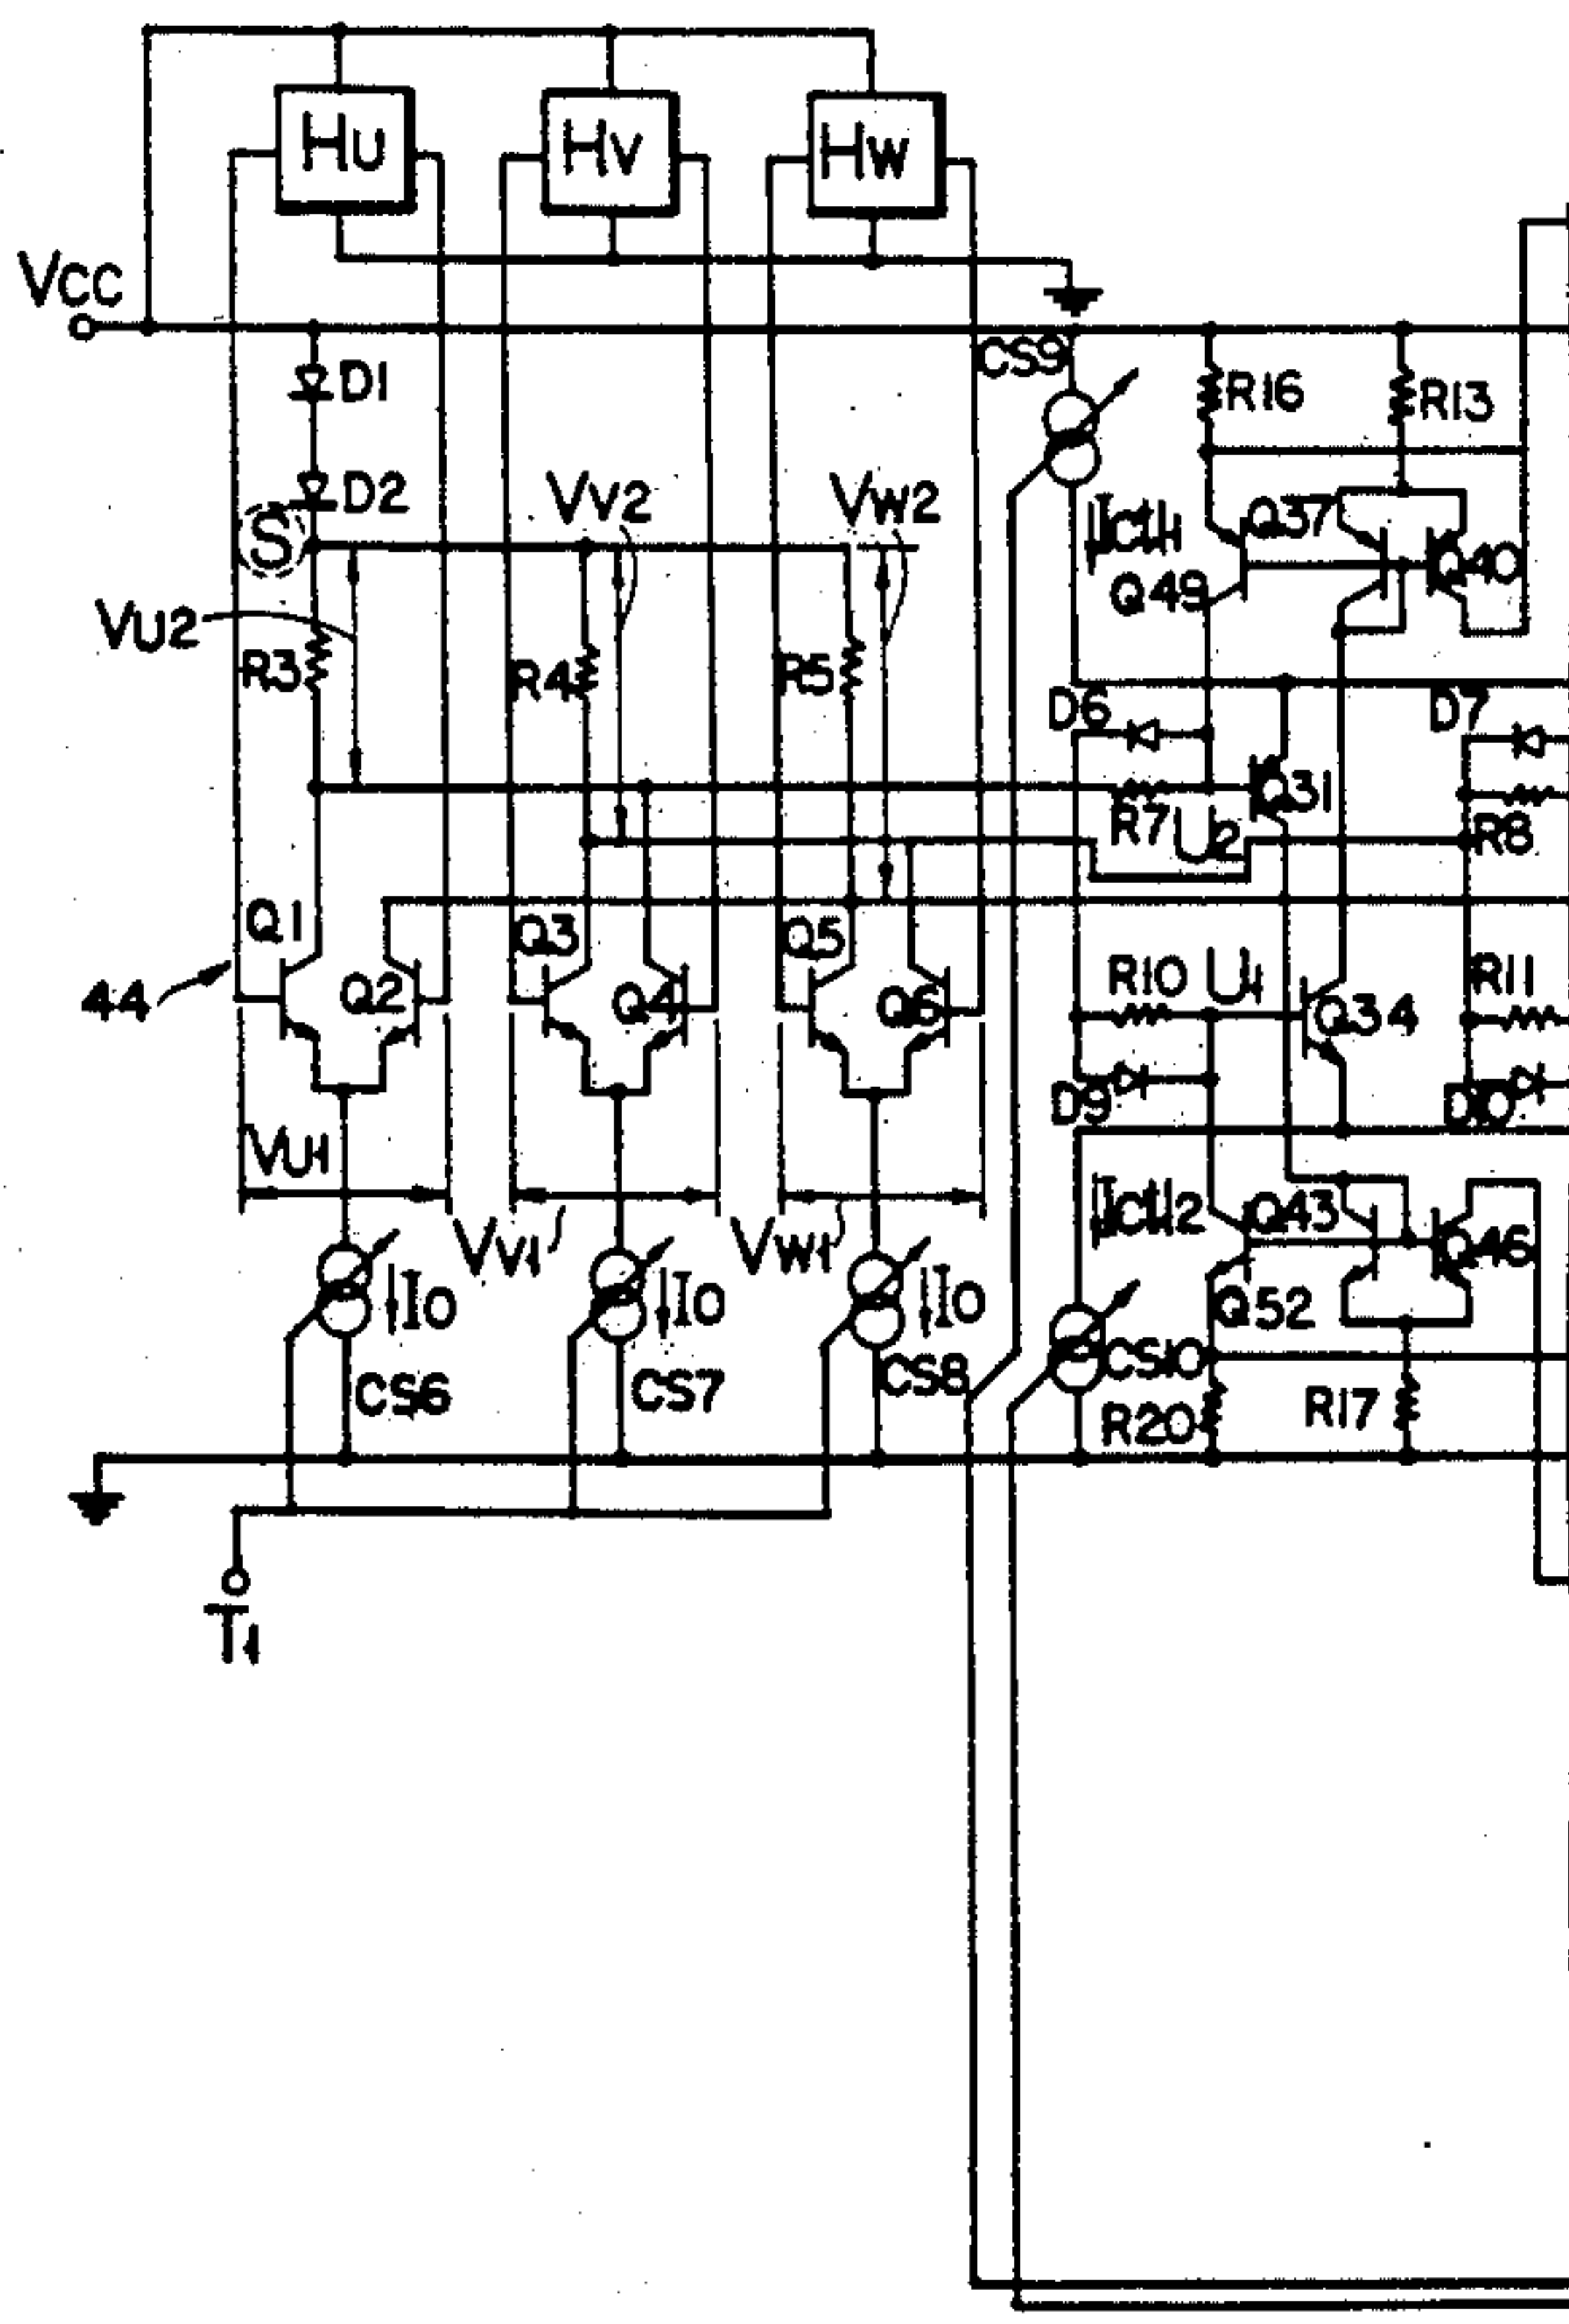 HU
HV
HW
VCC
CS9
D1
R16
R13
D2
VV2
VW2
Q37
S
Q40
Q49
VU2
R3
R4
R5
D6
D7
Q31
R7
U2
R8
Q1
Q3
Q5
44
Q2
Q4
Q6
R10
U1
Q34
R11
D9
D10
VU1
VV1
VW1
Q43
Q46
I0
I0
I0
Q52
CS6
CS7
CS8
CS10
R20
R17
T1